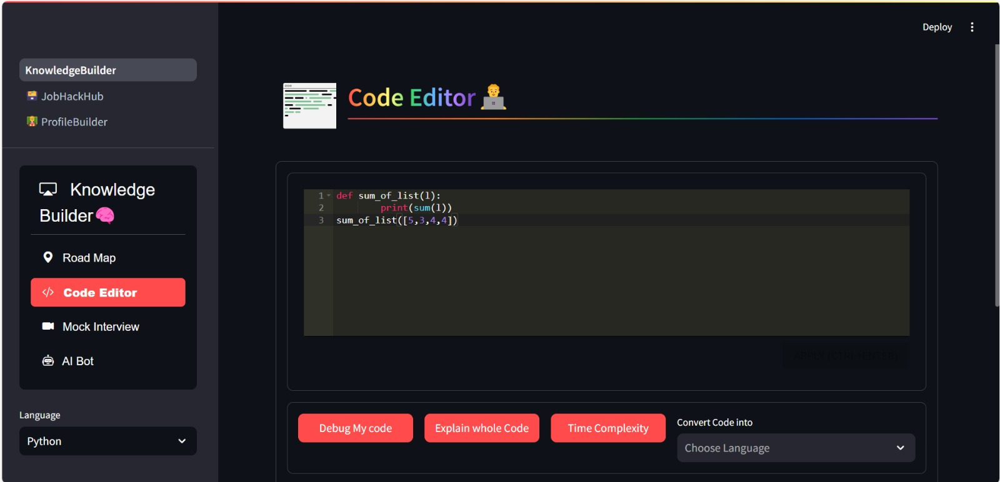 Deploy
KnowledgeBuilder
JobHackHub
ProfileBuilder
Knowledge
Builder
Road Map
Code Editor
Mock Interview
AI Bot
Language
Python
Code Editor
1 def sum_of_list(l):
2 print(sum(l))
3 sum_of_list([5,3,4,4])
Debug My code
Explain whole Code
Time Complexity
Convert Code into
Choose Language